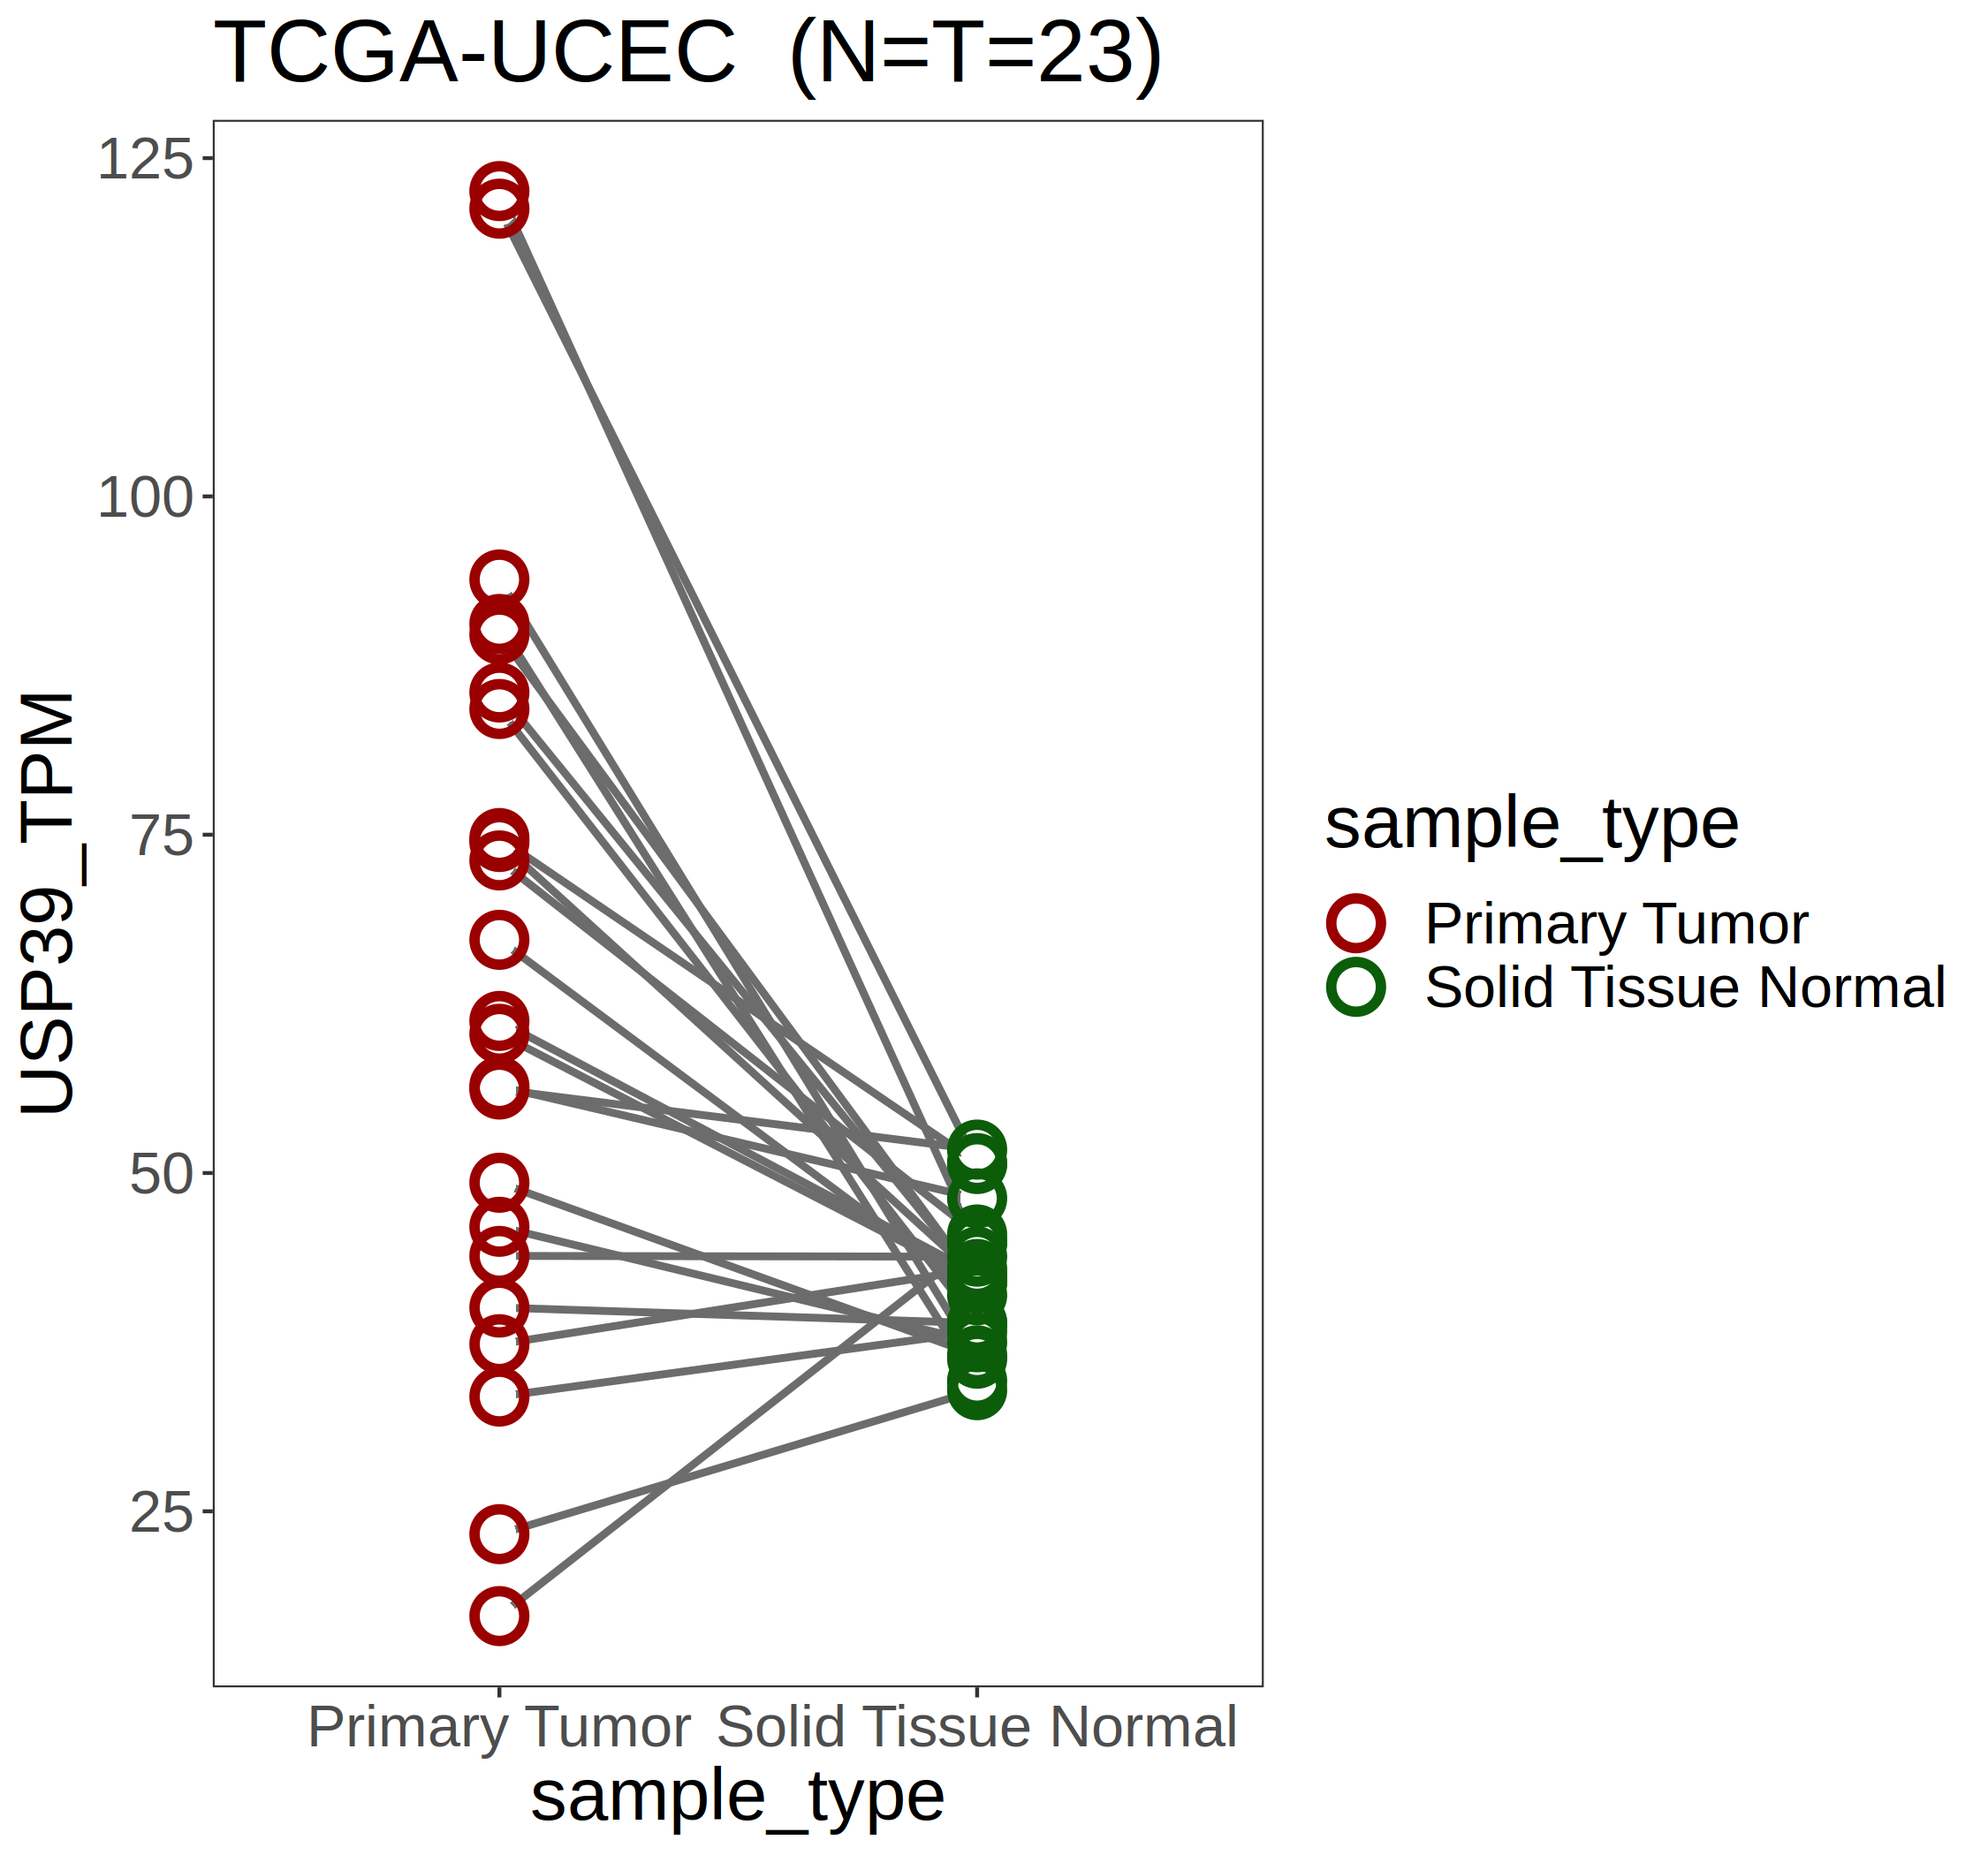 TCGA-UCEC  (N=T=23)
USP39_TPM
125
100
75
50
25
Primary Tumor
Solid Tissue Normal
sample_type
sample_type
Primary Tumor
Solid Tissue Normal